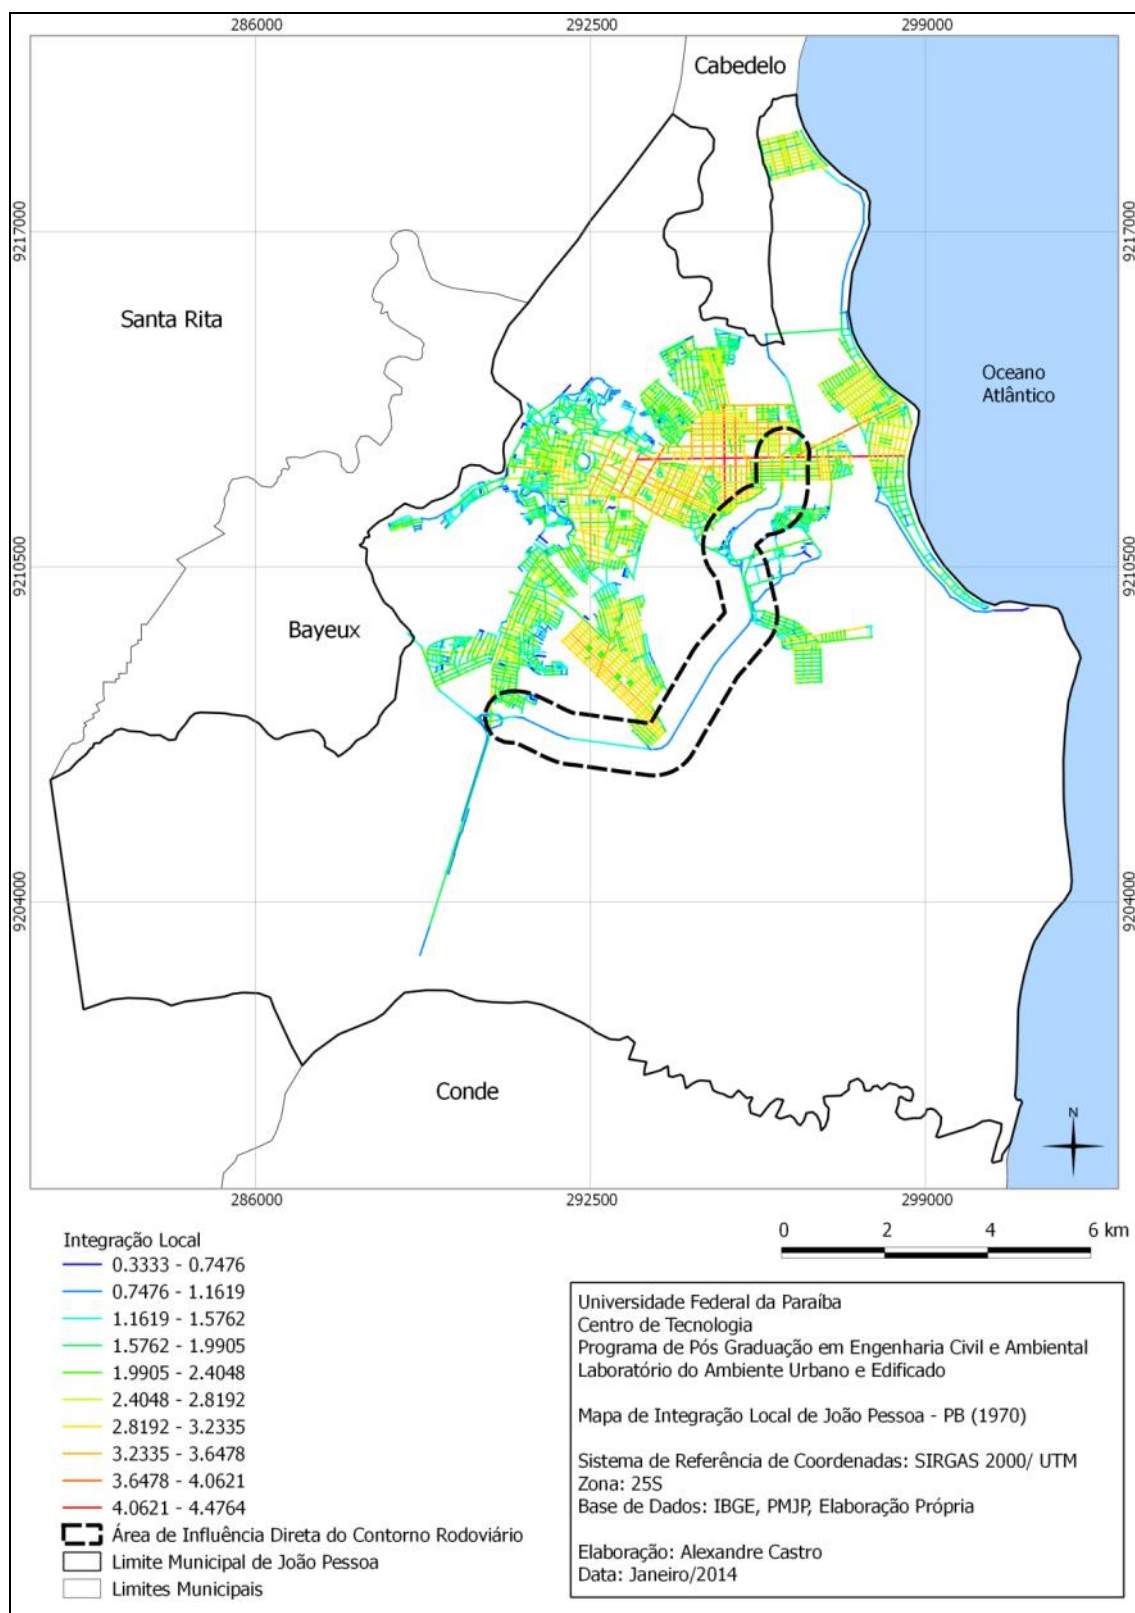 286000
292500
299000
Cabedelo
9217000
9217000
Santa Rita
Oceano
Atlântico
9210500
9210500
Bayeux
9204000
9204000
Conde
N
286000
292500
299000
0 2 4 6 km
Integração Local
0.3333 - 0.7476
0.7476 - 1.1619
1.1619 - 1.5762
1.5762 - 1.9905
1.9905 - 2.4048
2.4048 - 2.8192
2.8192 - 3.2335
3.2335 - 3.6478
3.6478 - 4.0621
4.0621 - 4.4764
Área de Influência Direta do Contorno Rodoviário
Limite Municipal de João Pessoa
Limites Municipais
Universidade Federal da Paraíba
Centro de Tecnologia
Programa de Pós Graduação em Engenharia Civil e Ambiental
Laboratório do Ambiente Urbano e Edificado
Mapa de Integração Local de João Pessoa - PB (1970)
Sistema de Referência de Coordenadas: SIRGAS 2000/ UTM
Zona: 25S
Base de Dados: IBGE, PMJP, Elaboração Própria
Elaboração: Alexandre Castro
Data: Janeiro/2014